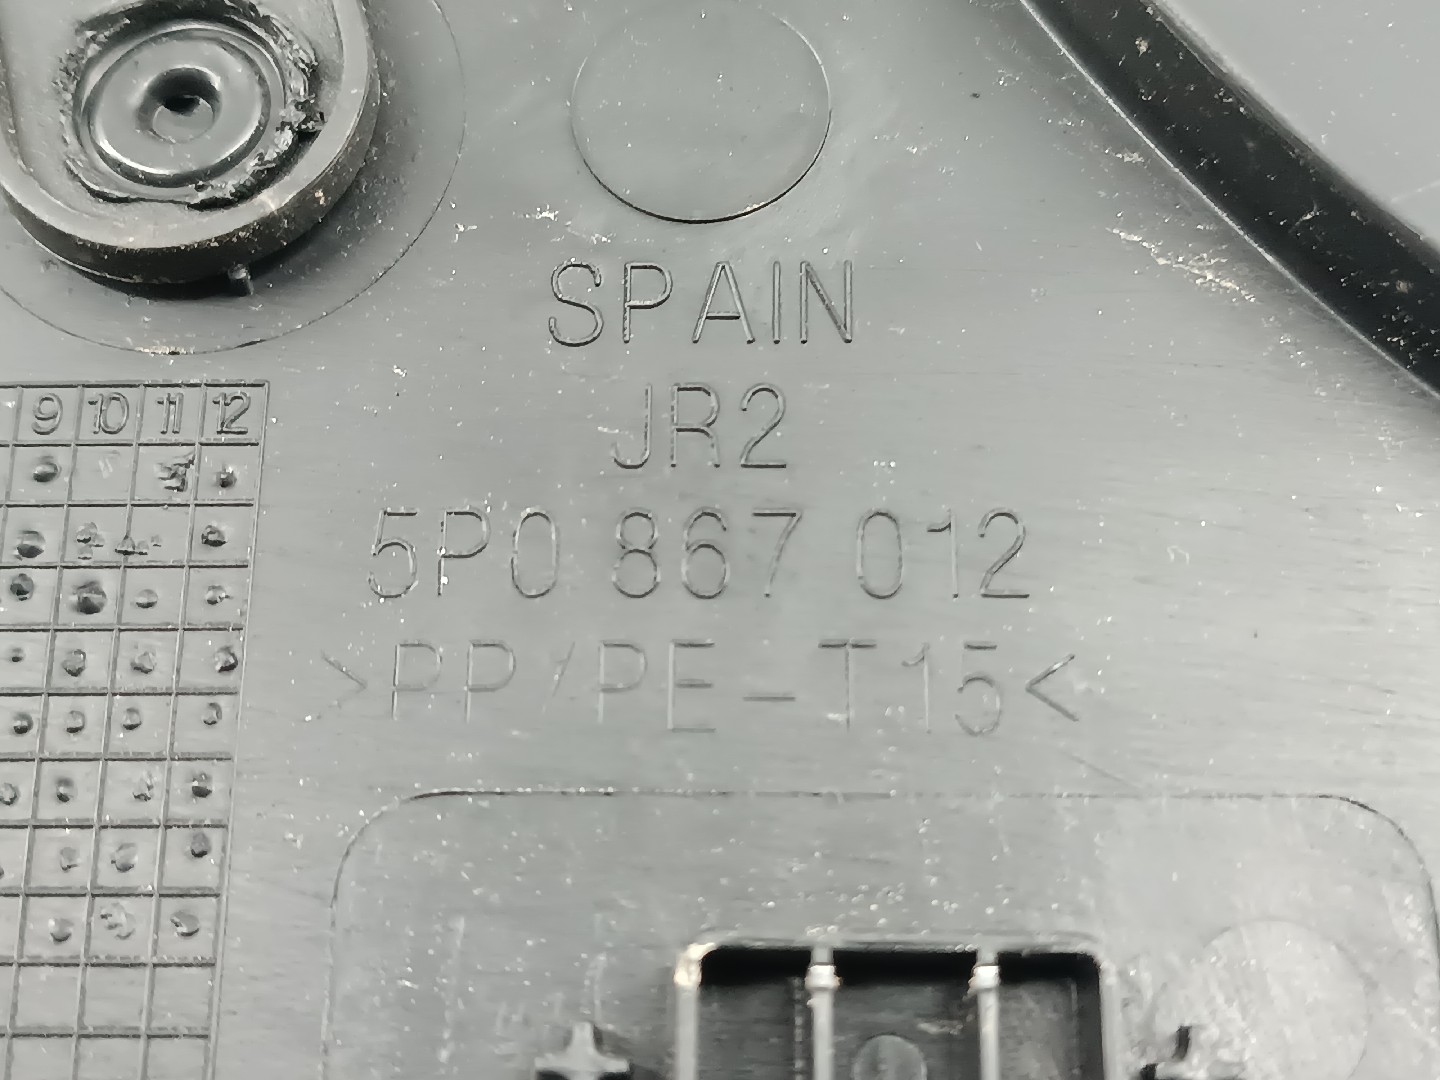 SPAIN
JR2
5P0 867 012
>PP/PE-T15<
9 10 11 12